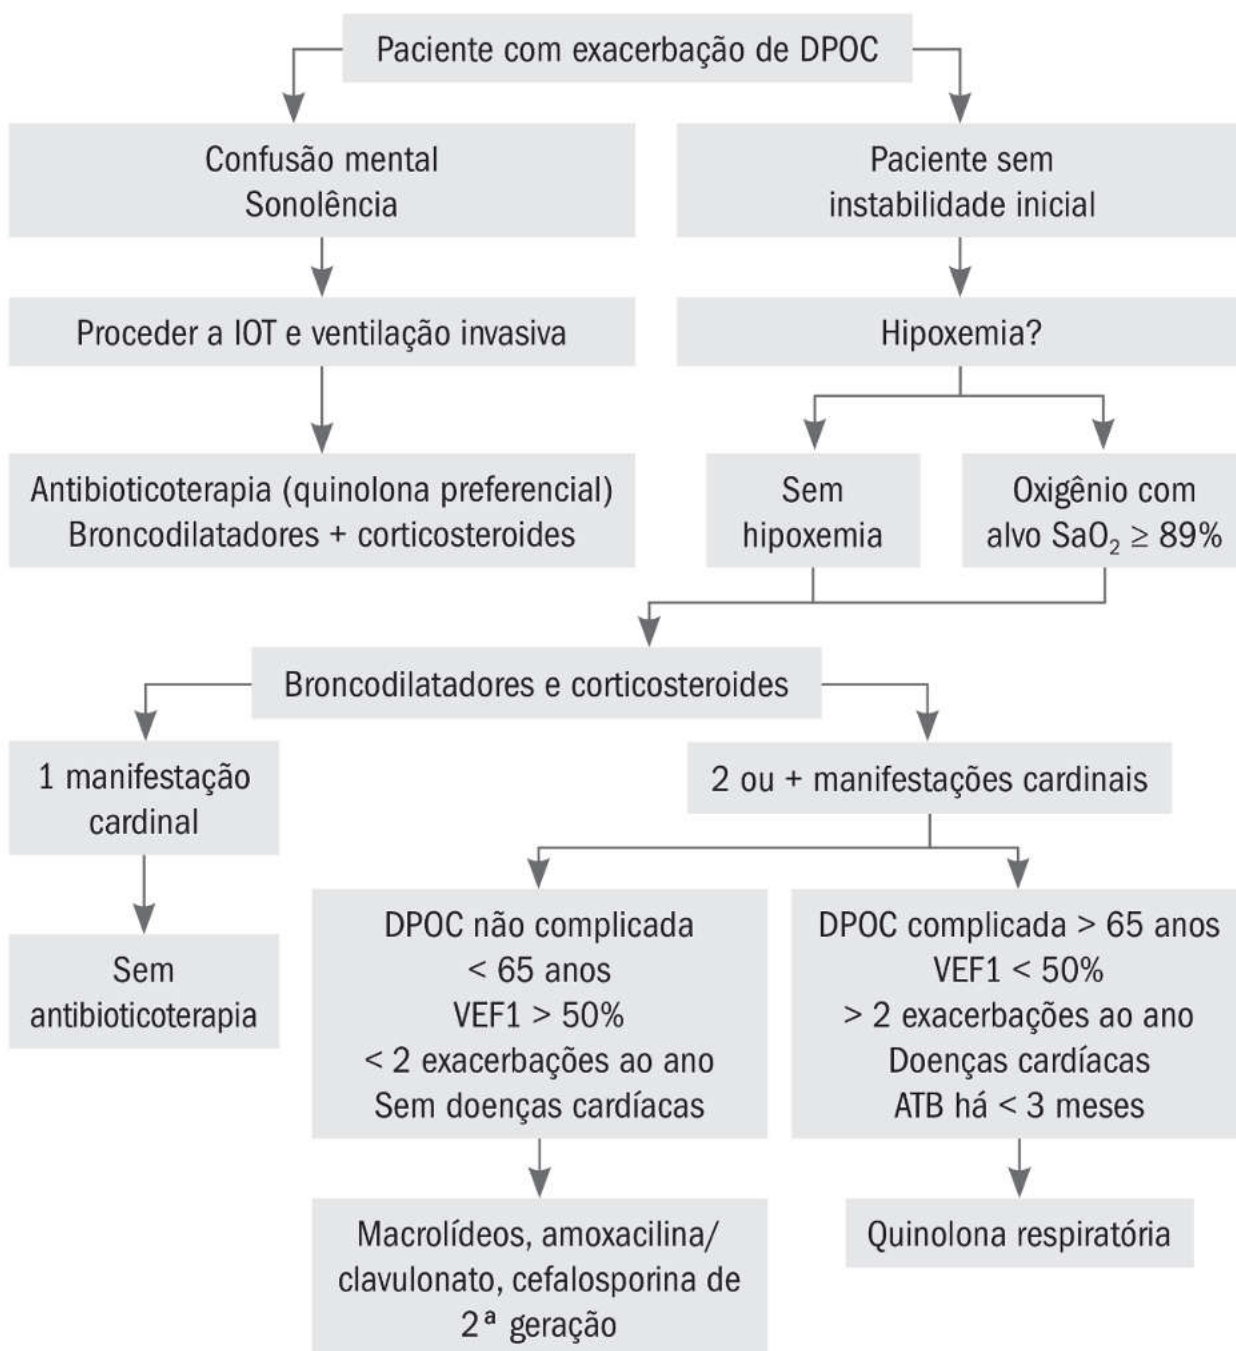 Paciente com exacerbação de DPOC
Confusão mental
Sonolência
Paciente sem
instabilidade inicial
Proceder a IOT e ventilação invasiva
Hipoxemia?
Antibioticoterapia (quinolona preferencial)
Broncodilatadores + corticosteroides
Sem
hipoxemia
Oxigênio com
alvo SaO₂ ≥ 89%
Broncodilatadores e corticosteroides
1 manifestação
cardinal
2 ou + manifestações cardinais
Sem
antibioticoterapia
DPOC não complicada
< 65 anos
VEF1 > 50%
< 2 exacerbações ao ano
Sem doenças cardíacas
DPOC complicada > 65 anos
VEF1 < 50%
> 2 exacerbações ao ano
Doenças cardíacas
ATB há < 3 meses
Macrolídeos, amoxacilina/
clavulonato, cefalosporina de
2ª geração
Quinolona respiratória